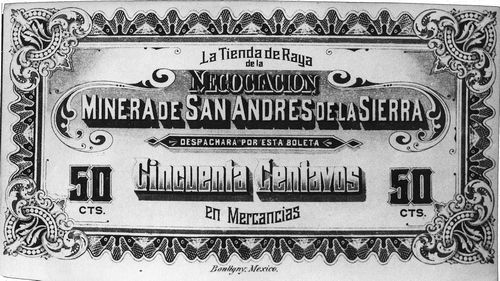 La Tienda de Raya
de la
NEGOCIACION
MINERA DE SAN ANDRES DE LA SIERRA
DESPACHARA POR ESTA BOLETA
50 CTS.
Cincuenta Centavos
50 CTS.
en Mercancias
Bouligny, Mexico.